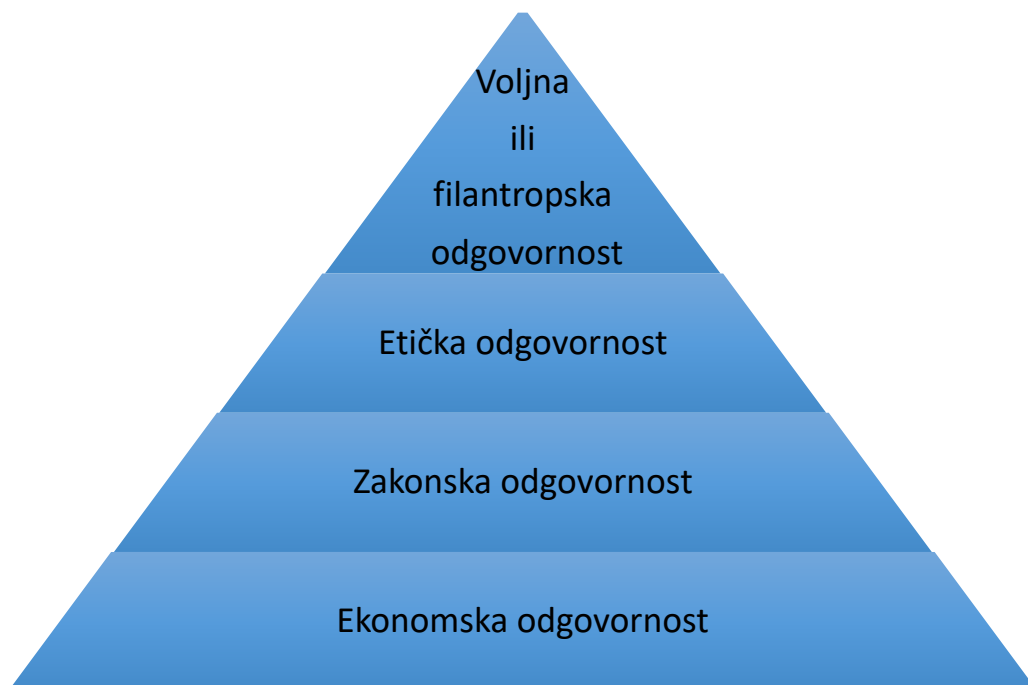 Voljna
ili
filantropska
odgovornost
Etička odgovornost
Zakonska odgovornost
Ekonomska odgovornost